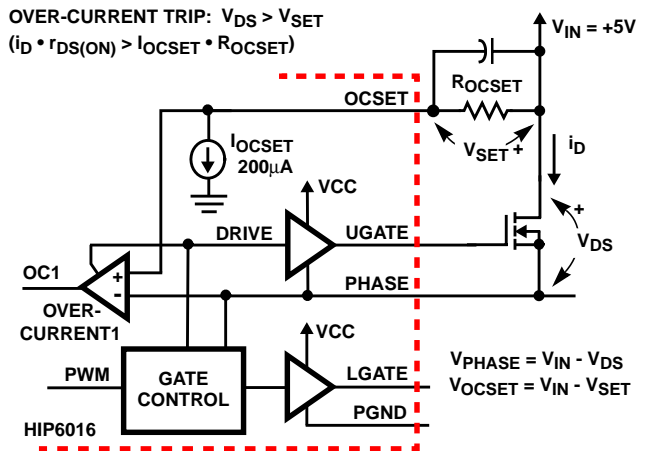 OVER-CURRENT TRIP: VDS > VSET
(iD • rDS(ON) > IOCSET • ROCSET)
VIN = +5V
OCSET
ROCSET
VSET +
iD
IOCSET
200µA
VCC
DRIVE
UGATE
+
VDS
OC1
+
-
PHASE
OVER-
CURRENT1
VCC
PWM
GATE
CONTROL
LGATE
PGND
VPHASE = VIN - VDS
VOCSET = VIN - VSET
HIP6016